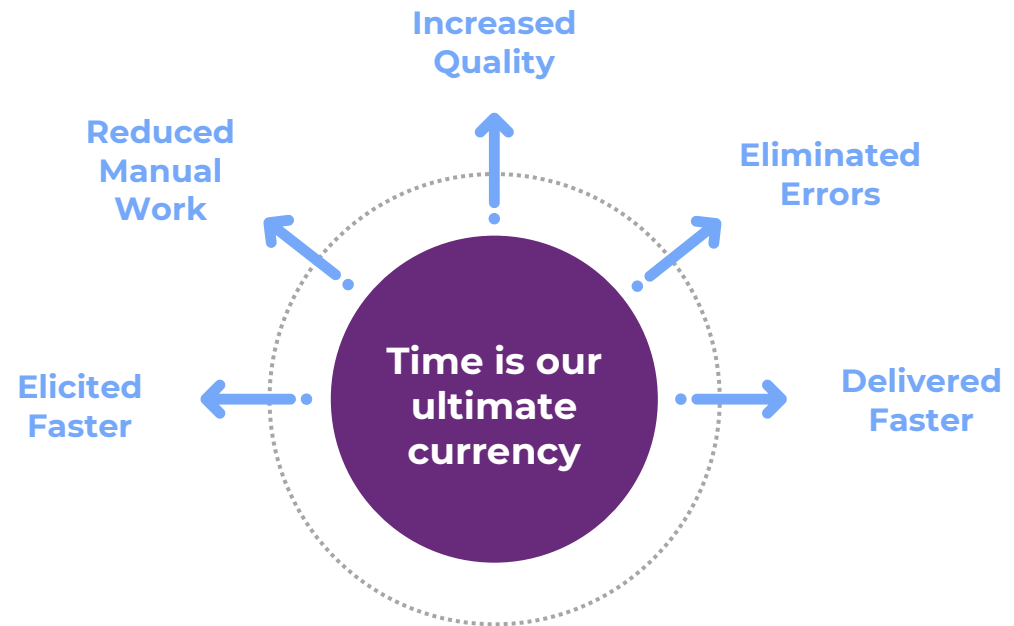 Increased
Quality
Reduced
Manual
Work
Eliminated
Errors
Elicited
Faster
Time is our
ultimate
currency
Delivered
Faster